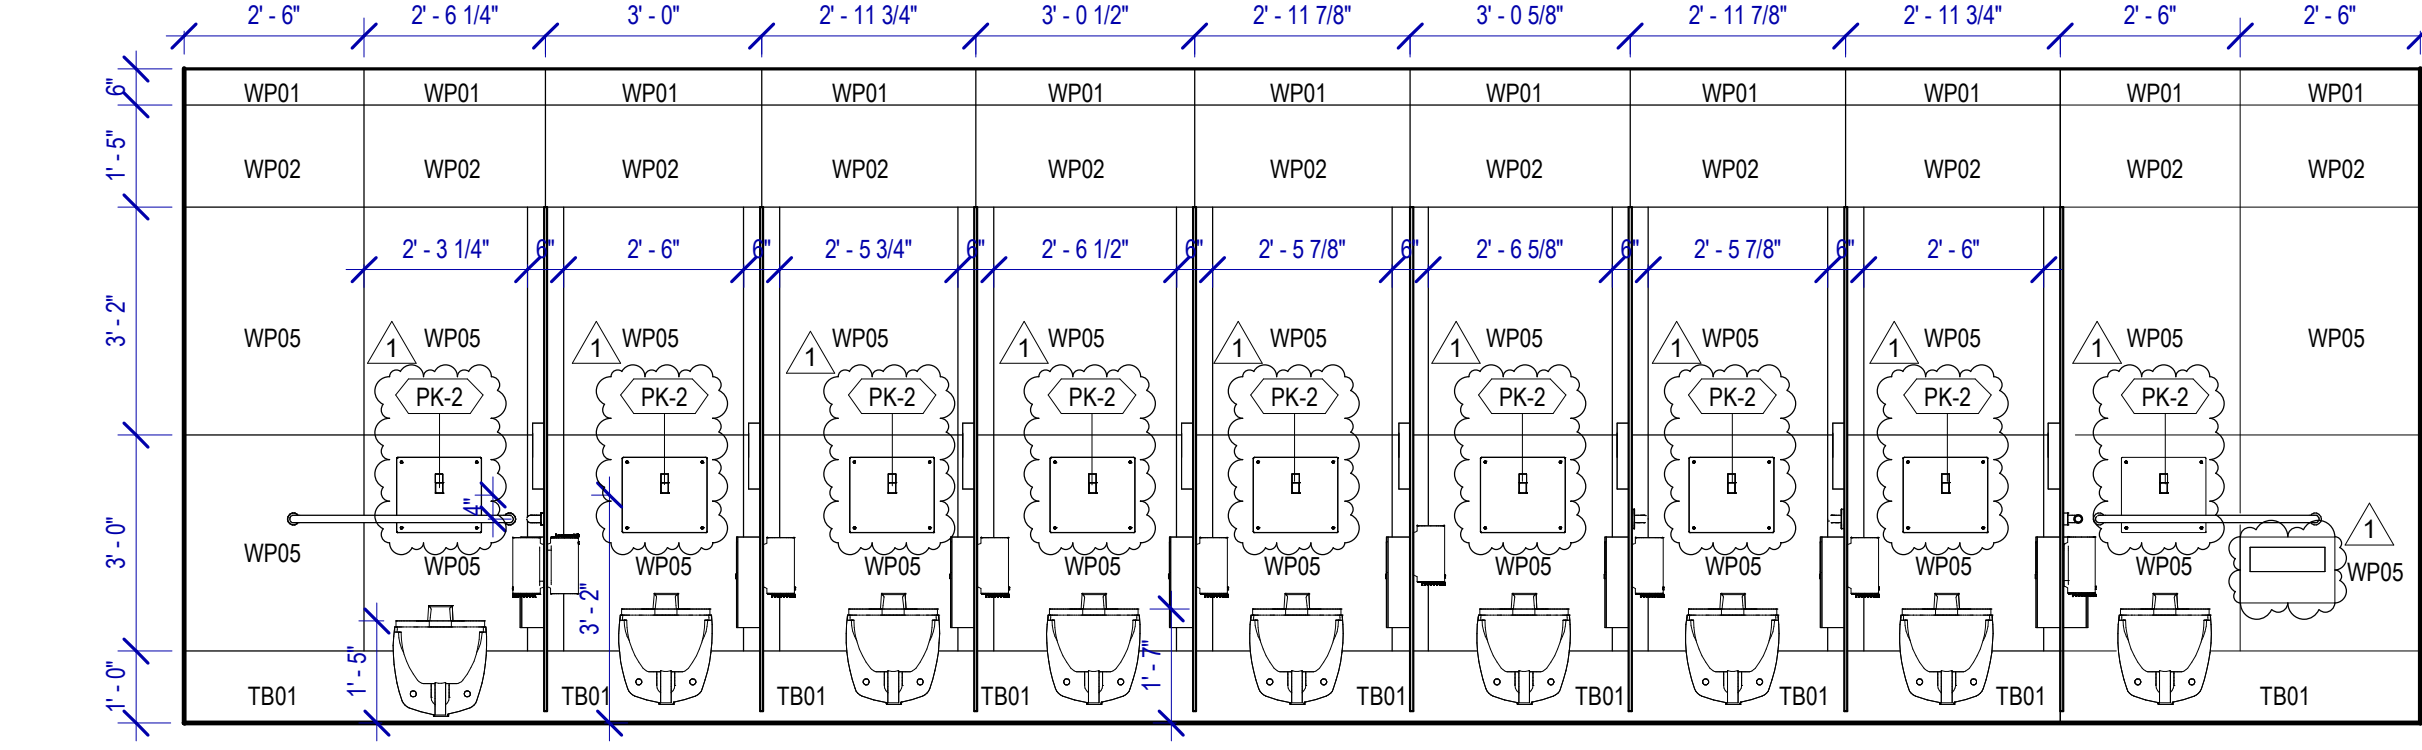 2' - 6" 2' - 6 1/4" 3' - 0" 2' - 11 3/4" 3' - 0 1/2" 2' - 11 7/8" 3' - 0 5/8" 2' - 11 7/8" 2' - 11 3/4" 2' - 6" 2' - 6"
6" WP01 WP01 WP01 WP01 WP01 WP01 WP01 WP01 WP01 WP01 WP01
1' - 5" WP02 WP02 WP02 WP02 WP02 WP02 WP02 WP02 WP02 WP02 WP02
2' - 3 1/4" 6" 2' - 6" 6" 2' - 5 3/4" 6" 2' - 6 1/2" 6" 2' - 5 7/8" 6" 2' - 6 5/8" 6" 2' - 5 7/8" 6" 2' - 6"
3' - 2" WP05 1 WP05 1 WP05 1 WP05 1 WP05 1 WP05 1 WP05 1 WP05 1 WP05 1 WP05 WP05
PK-2 PK-2 PK-2 PK-2 PK-2 PK-2 PK-2 PK-2 PK-2
4"
1
3' - 0" WP05 WP05 WP05 WP05 WP05 WP05 WP05 WP05 WP05 WP05 WP05
3' - 2"
1' - 5" 1' - 7"
1' - 0" TB01 TB01 TB01 TB01 TB01 TB01 TB01 TB01 TB01